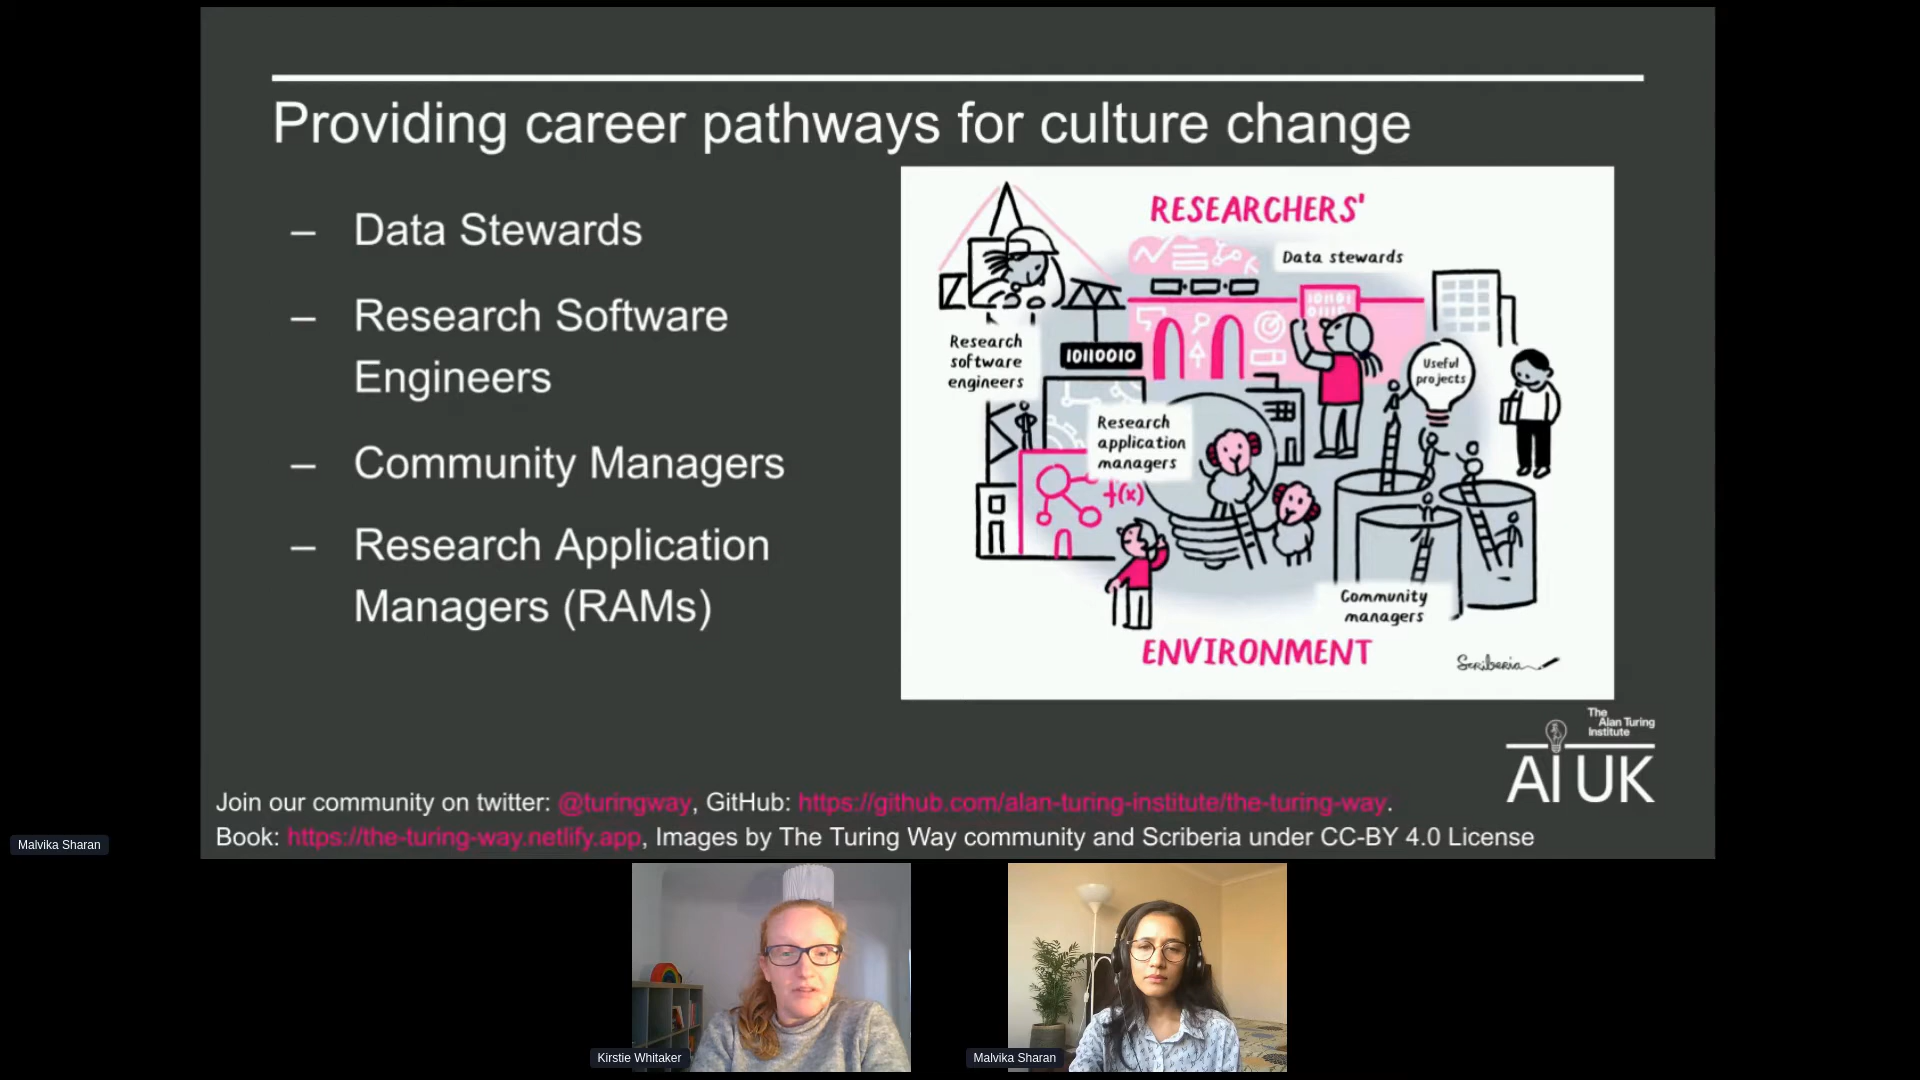 Providing career pathways for culture change
– Data Stewards
– Research Software
Engineers
– Community Managers
– Research Application
Managers (RAMs)
RESEARCHERS'
Data stewards
10110
01110
Research
software
engineers
10110010
Useful
projects
Research
application
managers
f(x)
Community
managers
ENVIRONMENT
Scriberia
The
Alan Turing
Institute
AI UK
Join our community on twitter: @turingway, GitHub: https://github.com/alan-turing-institute/the-turing-way.
Book: https://the-turing-way.netlify.app, Images by The Turing Way community and Scriberia under CC-BY 4.0 License
Malvika Sharan
Kirstie Whitaker
Malvika Sharan